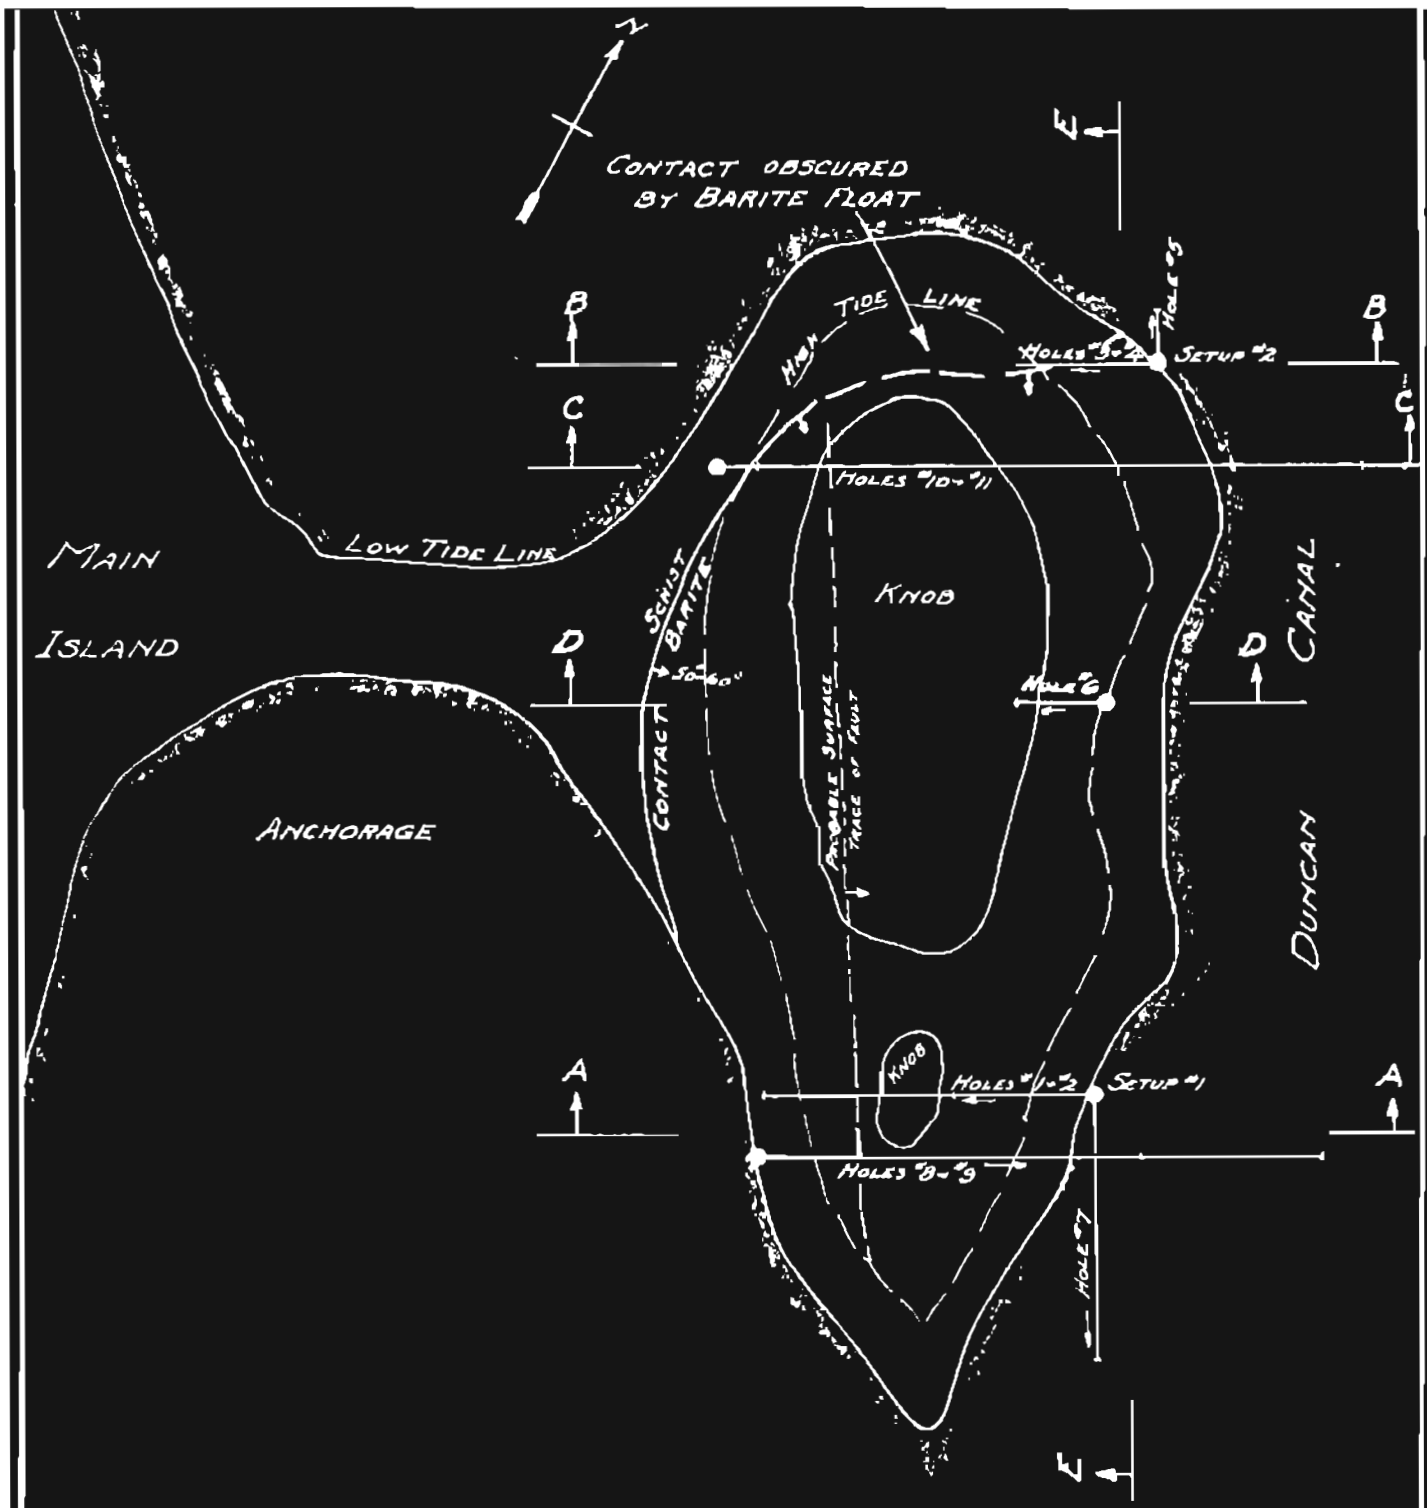 N
E
CONTACT OBSCURED
BY BARITE FLOAT
HOLE #5
B
TIDE LINE
HIGH
B
HOLES #3-#4
SETUP #2
C
C
HOLES #10-#11
MAIN
LOW TIDE LINE
SCHIST
BARITE
KNOB
CANAL
ISLAND
D
50-60°
HOLE #6
D
CONTACT
PROBABLE SURFACE
TRACE OF FAULT
ANCHORAGE
DUNCAN
A
KNOB
HOLES #1-#2
SETUP #1
A
HOLES #8-#9
HOLE #7
E